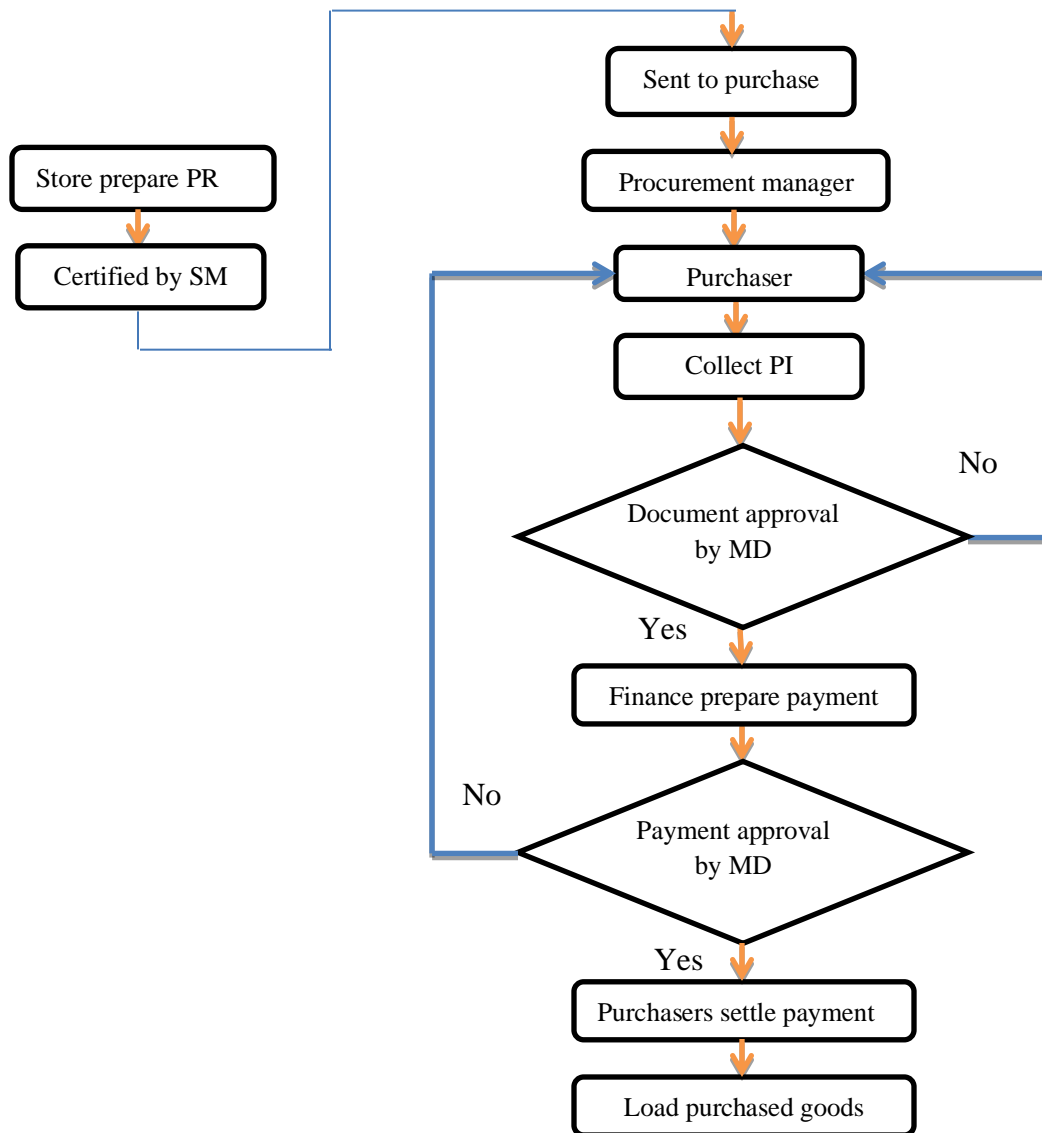 Store prepare PR
Certified by SM
Sent to purchase
Procurement manager
Purchaser
Collect PI
Document approval
by MD
No
Yes
Finance prepare payment
No
Payment approval
by MD
Yes
Purchasers settle payment
Load purchased goods